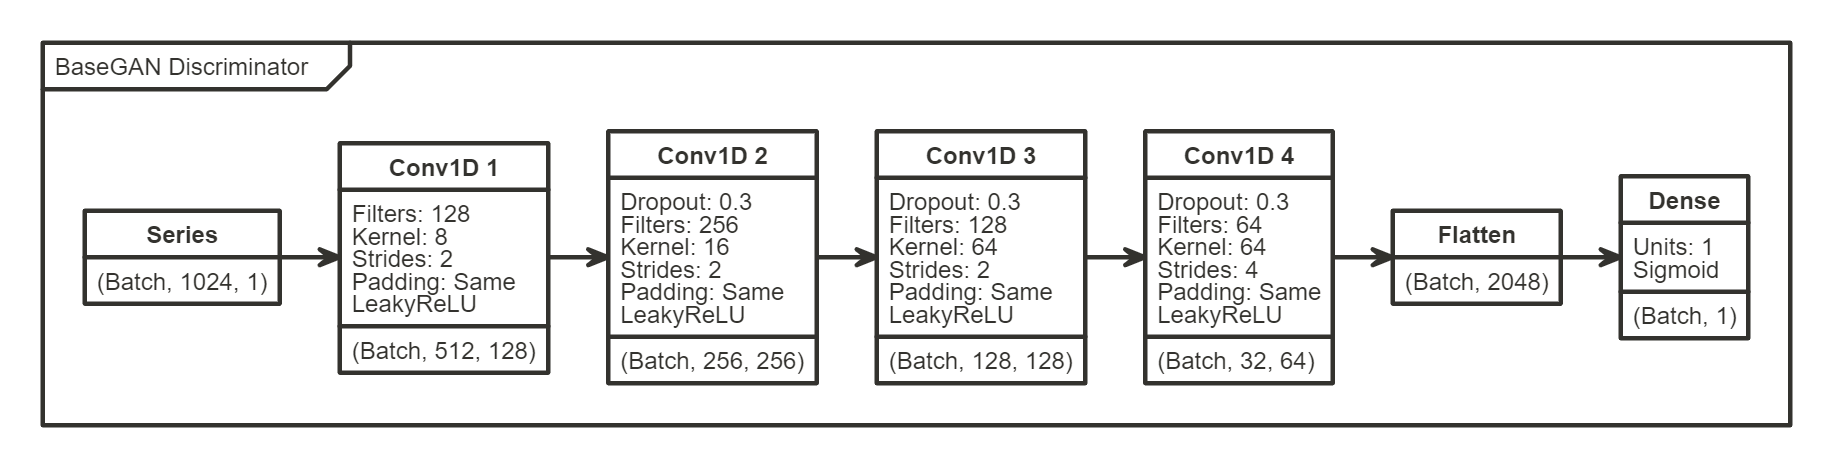 BaseGAN Discriminator
Series
(Batch, 1024, 1)
Conv1D 1
Filters: 128
Kernel: 8
Strides: 2
Padding: Same
LeakyReLU
(Batch, 512, 128)
Conv1D 2
Dropout: 0.3
Filters: 256
Kernel: 16
Strides: 2
Padding: Same
LeakyReLU
(Batch, 256, 256)
Conv1D 3
Dropout: 0.3
Filters: 128
Kernel: 64
Strides: 2
Padding: Same
LeakyReLU
(Batch, 128, 128)
Conv1D 4
Dropout: 0.3
Filters: 64
Kernel: 64
Strides: 4
Padding: Same
LeakyReLU
(Batch, 32, 64)
Flatten
(Batch, 2048)
Dense
Units: 1
Sigmoid
(Batch, 1)